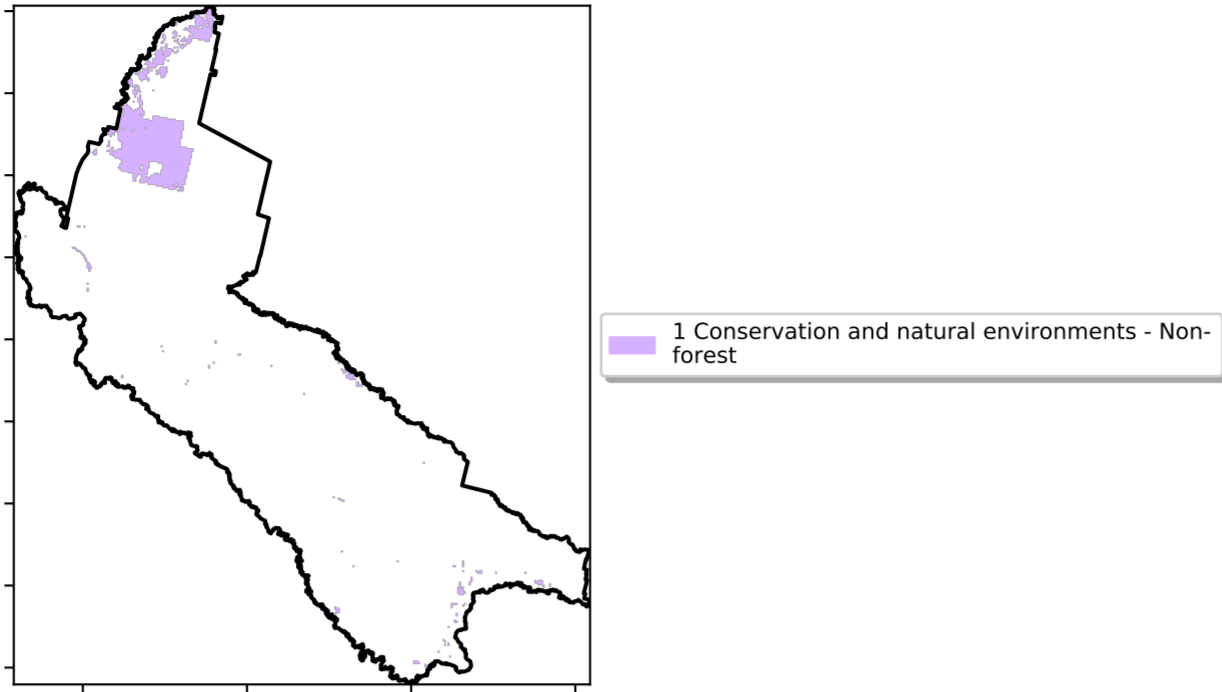 1 Conservation and natural environments - Non-
forest